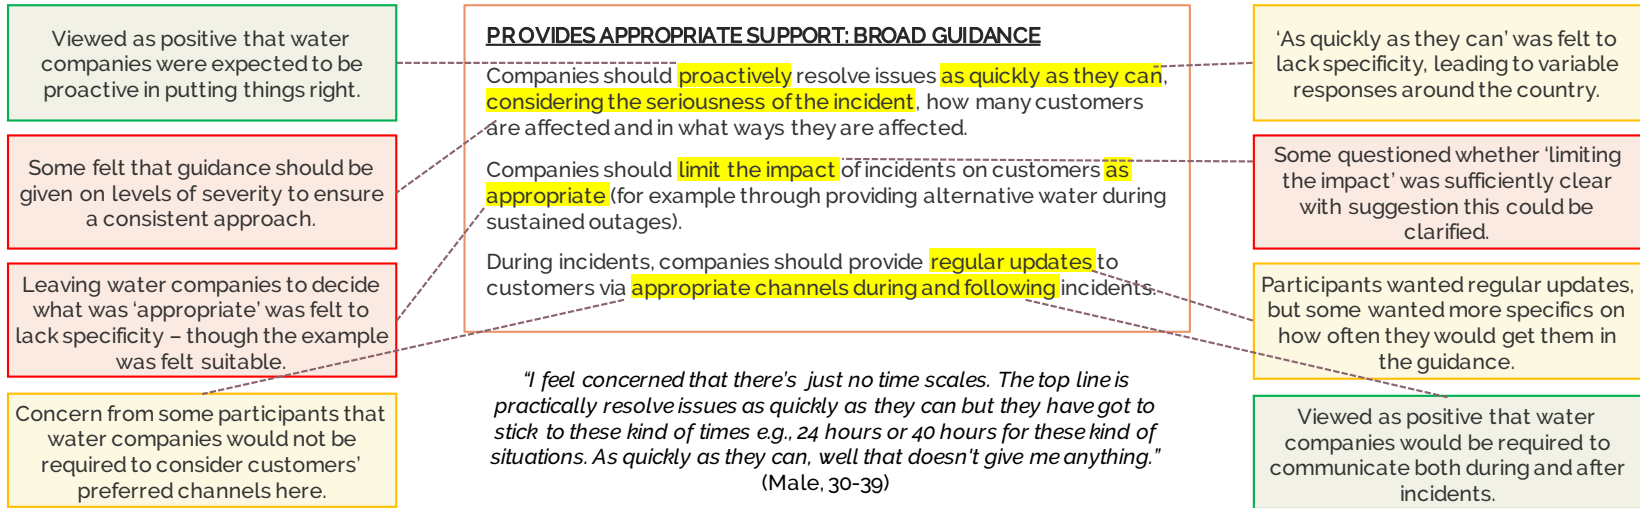 Viewed as positive that water
companies were expected to be
proactive in putting things right.
Some felt that guidance should be
given on levels of severity to ensure
a consistent approach.
Leaving water companies to decide
what was ‘appropriate’ was felt to
lack specificity – though the example
was felt suitable.
Concern from some participants that
water companies would not be
required to consider customers’
preferred channels here.
PROVIDES APPROPRIATE SUPPORT: BROAD GUIDANCE
Companies should proactively resolve issues as quickly as they can,
considering the seriousness of the incident, how many customers
are affected and in what ways they are affected.
Companies should limit the impact of incidents on customers as
appropriate (for example through providing alternative water during
sustained outages).
During incidents, companies should provide regular updates to
customers via appropriate channels during and following incidents.
“I feel concerned that there’s just no time scales. The top line is
practically resolve issues as quickly as they can but they have got to
stick to these kind of times e.g., 24 hours or 40 hours for these kind of
situations. As quickly as they can, well that doesn't give me anything.”
(Male, 30-39)
‘As quickly as they can’ was felt to
lack specificity, leading to variable
responses around the country.
Some questioned whether ‘limiting
the impact’ was sufficiently clear
with suggestion this could be
clarified.
Participants wanted regular updates,
but some wanted more specifics on
how often they would get them in
the guidance.
Viewed as positive that water
companies would be required to
communicate both during and after
incidents.